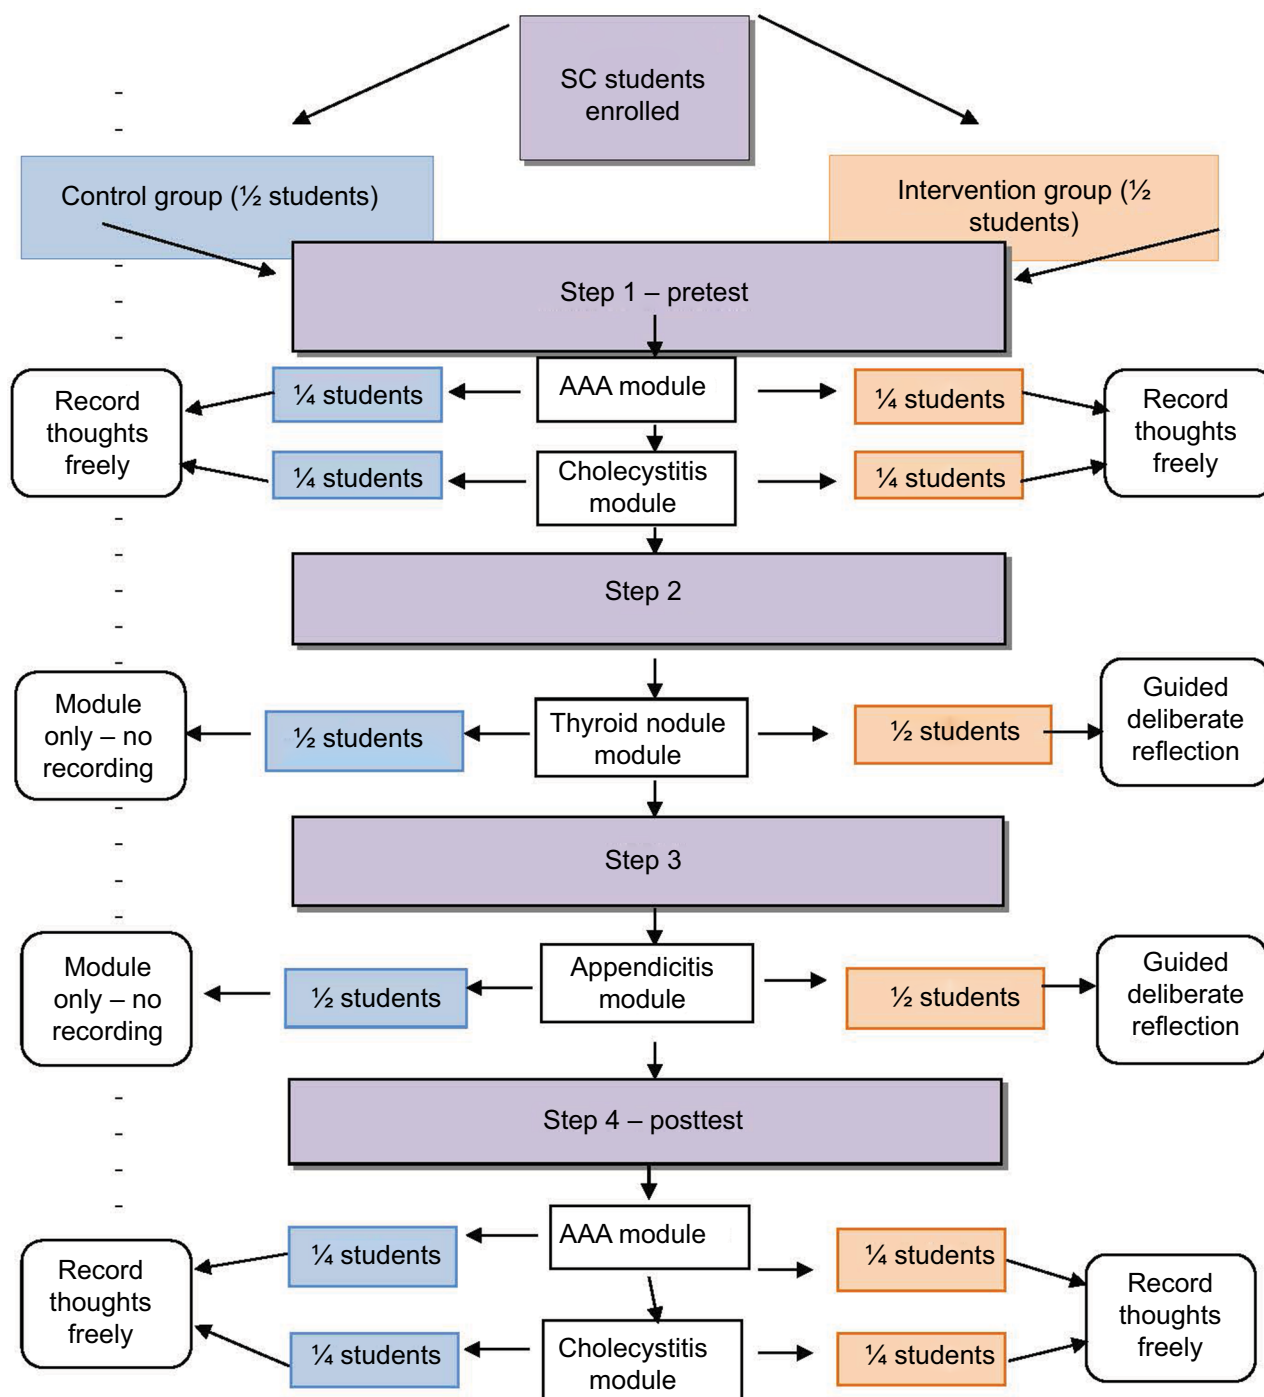 SC students
enrolled
Control group (½ students)
Intervention group (½
students)
Step 1 – pretest
Record
thoughts
freely
¼ students
AAA module
¼ students
Record
thoughts
freely
¼ students
Cholecystitis
module
¼ students
Step 2
Module
only – no
recording
½ students
Thyroid nodule
module
½ students
Guided
deliberate
reflection
Step 3
Module
only – no
recording
½ students
Appendicitis
module
½ students
Guided
deliberate
reflection
Step 4 – posttest
Record
thoughts
freely
¼ students
AAA module
¼ students
Record
thoughts
freely
¼ students
Cholecystitis
module
¼ students